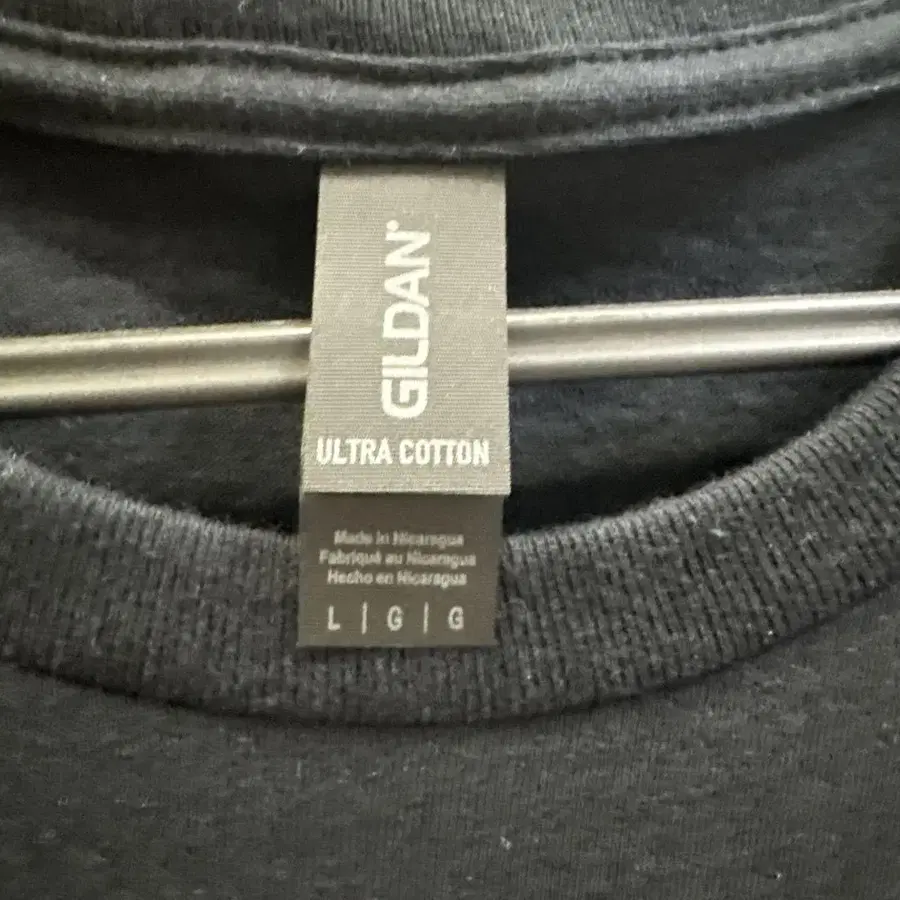 GILDAN®
ULTRA COTTON
Made in Nicaragua
Fabriqué au Nicaragua
Hecho en Nicaragua
L | G | G